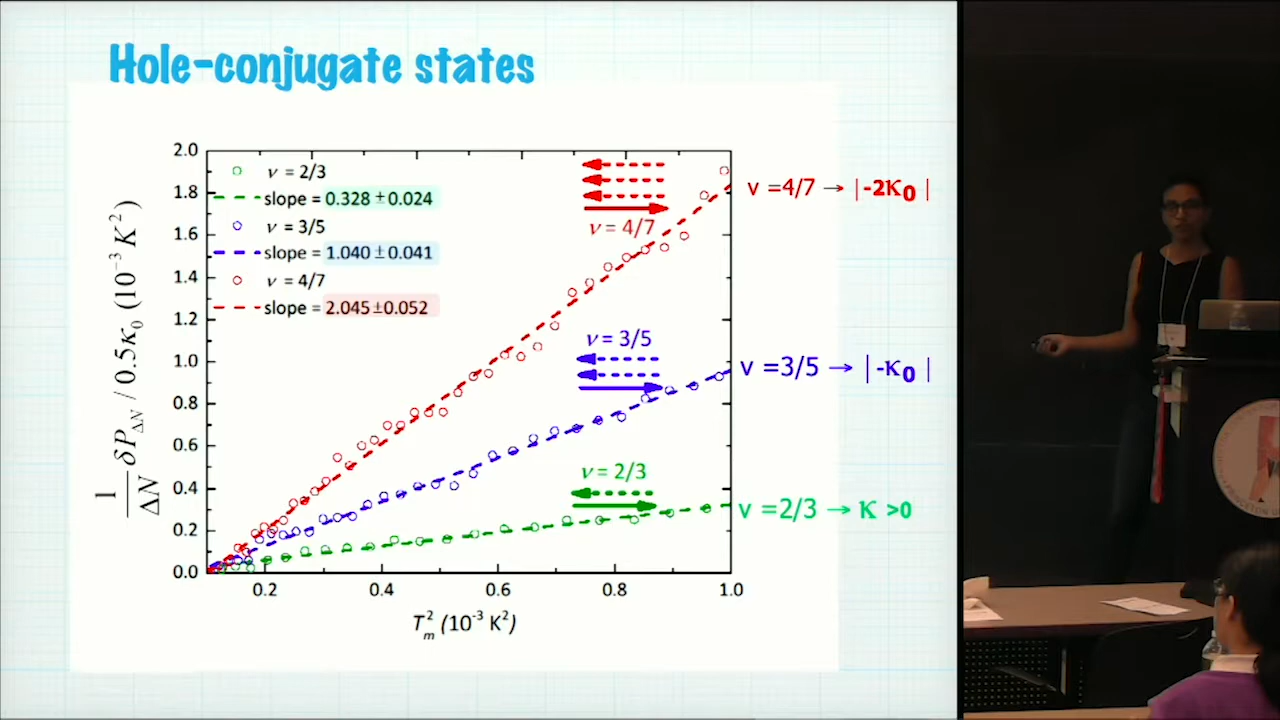 Hole-conjugate states
2.0
1.8
1.6
1.4
1.2
1.0
0.8
0.6
0.4
0.2
0.0
1/ΔN δP_ΔN / 0.5κ₀ (10⁻³ K²)
ν = 2/3
slope = 0.328 ±0.024
ν = 3/5
slope = 1.040 ±0.041
ν = 4/7
slope = 2.045±0.052
ν = 4/7
ν = 3/5
ν = 2/3
ν =4/7 → |-2K₀ |
ν =3/5 → |-K₀ |
ν =2/3 → K >0
0.2
0.4
0.6
0.8
1.0
T²ₘ (10⁻³ K²)